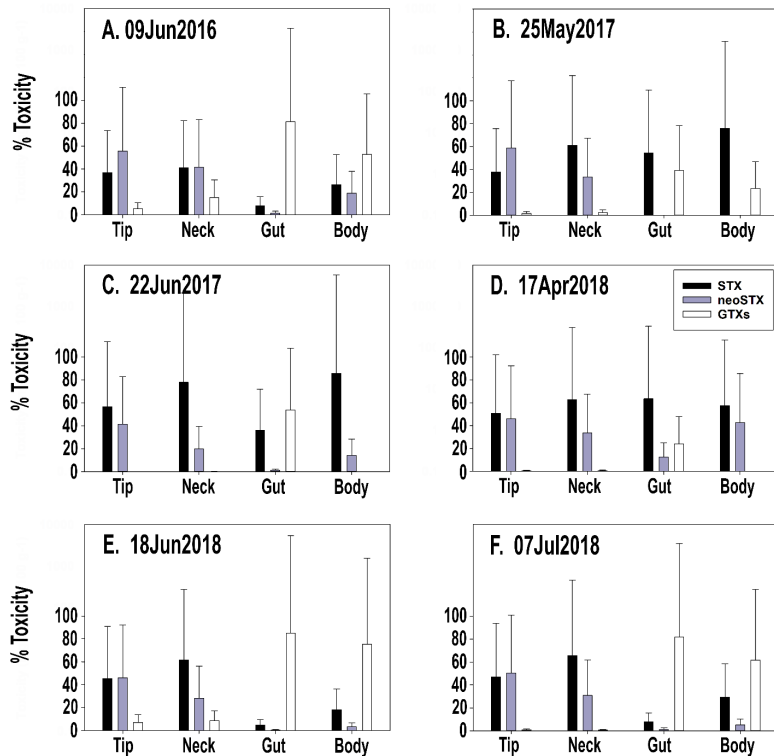 A. 09Jun2016
B. 25May2017
% Toxicity
100
80
60
40
20
0
Tip Neck Gut Body
100
80
60
40
20
0
Tip Neck Gut Body
C. 22Jun2017
D. 17Apr2018
STX
neoSTX
GTXs
% Toxicity
100
80
60
40
20
0
Tip Neck Gut Body
100
80
60
40
20
0
Tip Neck Gut Body
E. 18Jun2018
F. 07Jul2018
% Toxicity
100
80
60
40
20
0
Tip Neck Gut Body
100
80
60
40
20
0
Tip Neck Gut Body